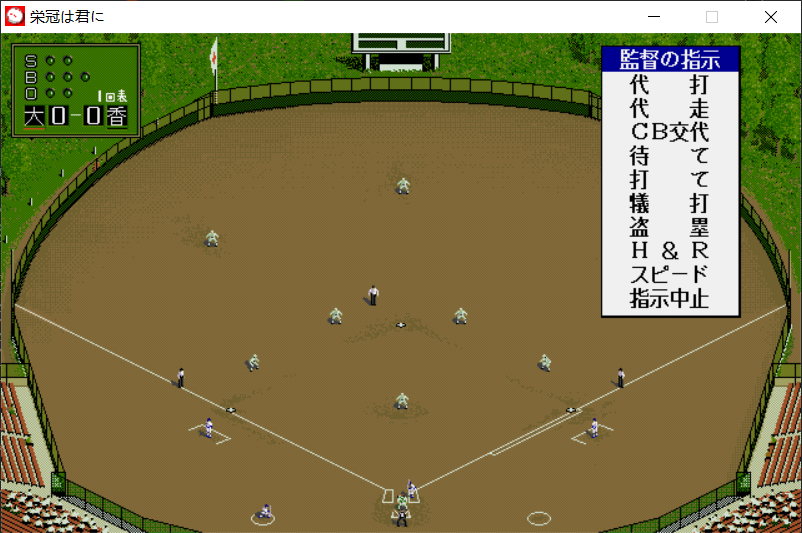 栄冠は君に
S
B
O
1回表
大 0-0 香
監督の指示
代 打
代 走
CB交代
待 て
打 て
犠 打
盗 塁
H & R
スピード
指示中止